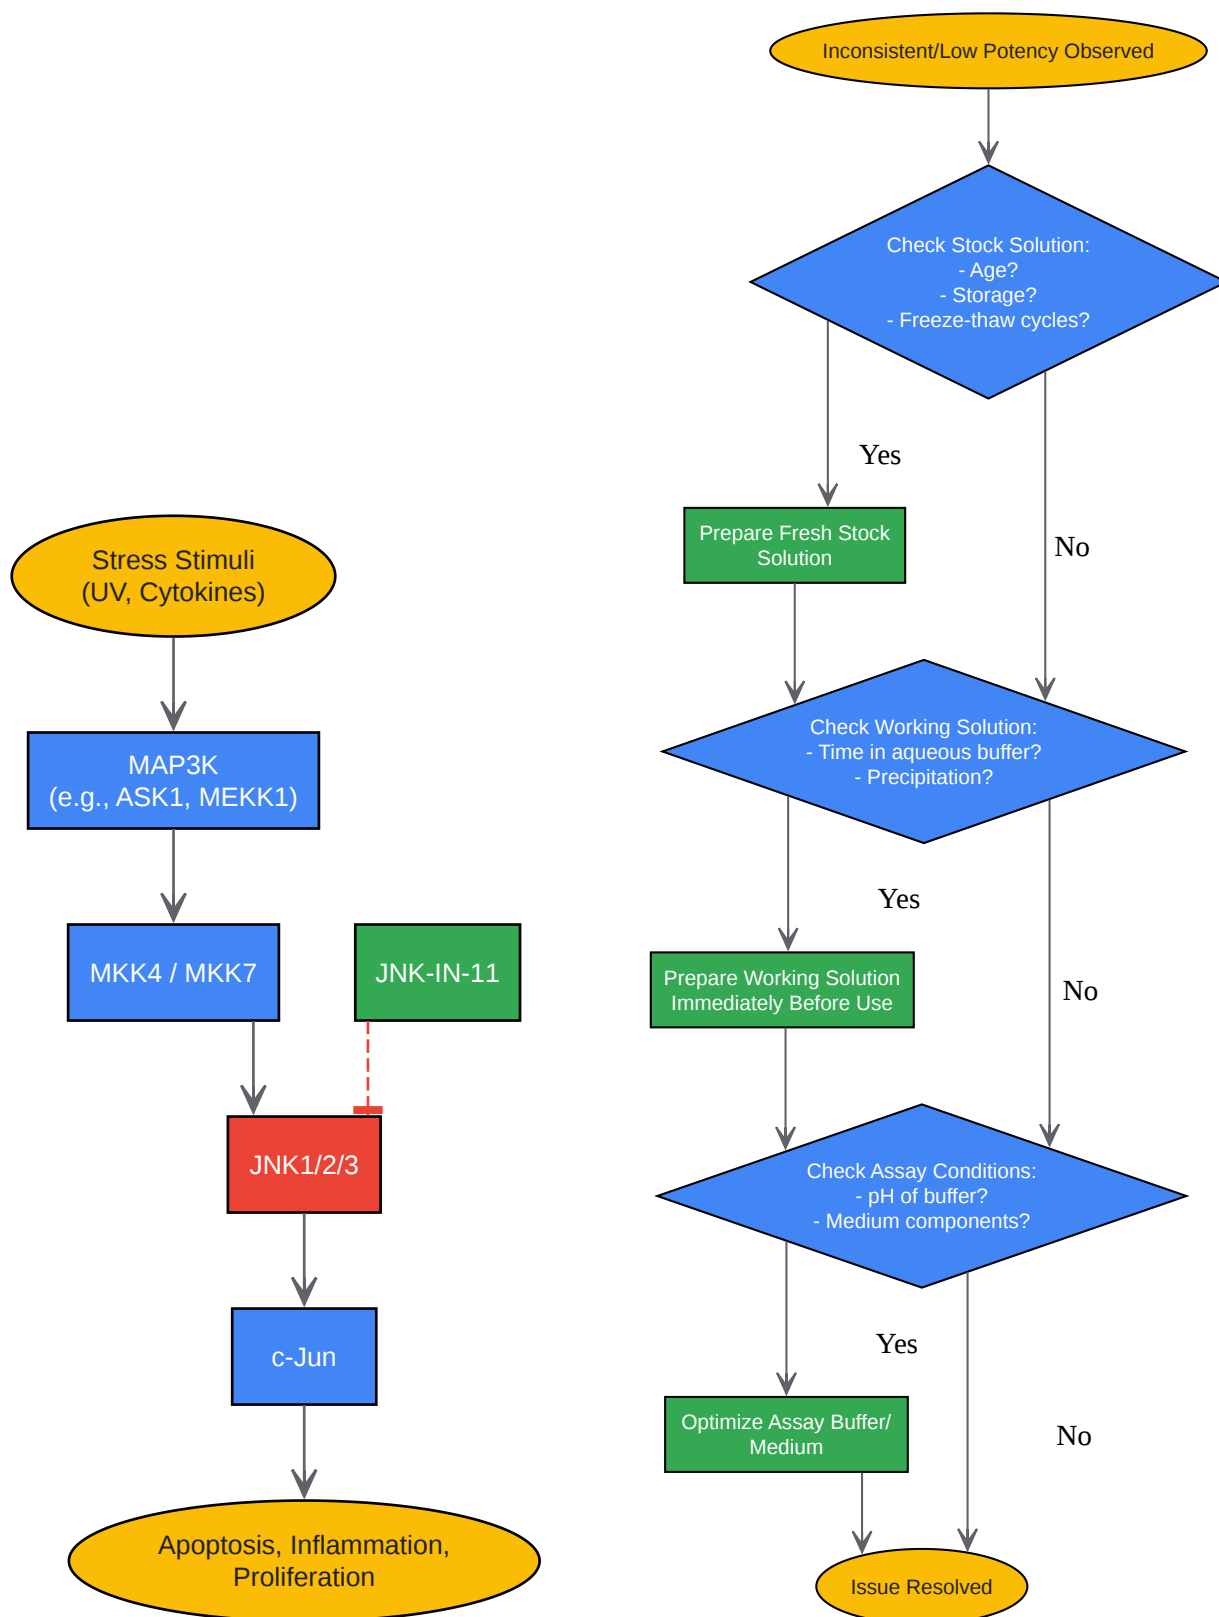 Stress Stimuli
(UV, Cytokines)
MAP3K
(e.g., ASK1, MEKK1)
MKK4 / MKK7
JNK-IN-11
JNK1/2/3
c-Jun
Apoptosis, Inflammation,
Proliferation
Inconsistent/Low Potency Observed
Check Stock Solution:
- Age?
- Storage?
- Freeze-thaw cycles?
Yes
Prepare Fresh Stock
Solution
No
Check Working Solution:
- Time in aqueous buffer?
- Precipitation?
Yes
Prepare Working Solution
Immediately Before Use
No
Check Assay Conditions:
- pH of buffer?
- Medium components?
Yes
Optimize Assay Buffer/
Medium
No
Issue Resolved